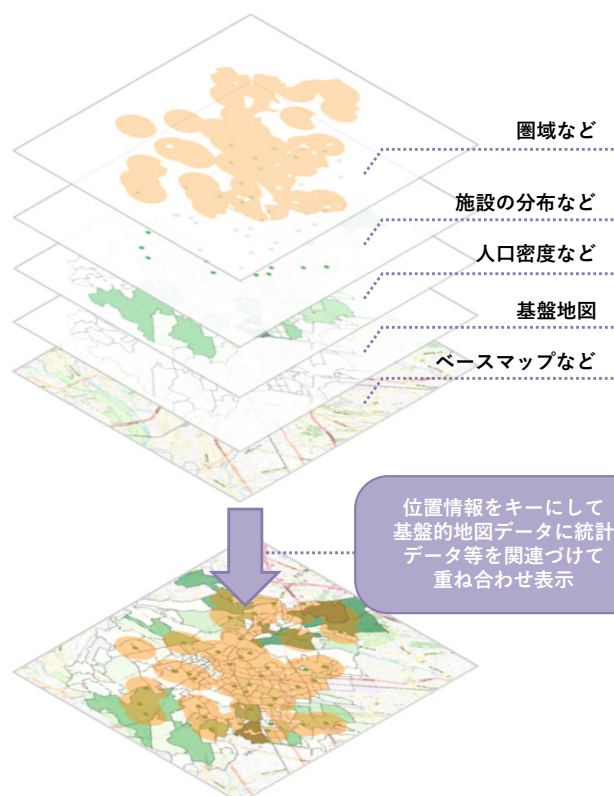 圏域など
施設の分布など
人口密度など
基盤地図
ベースマップなど
位置情報をキーにして
基盤的地図データに統計
データ等を関連づけて
重ね合わせ表示